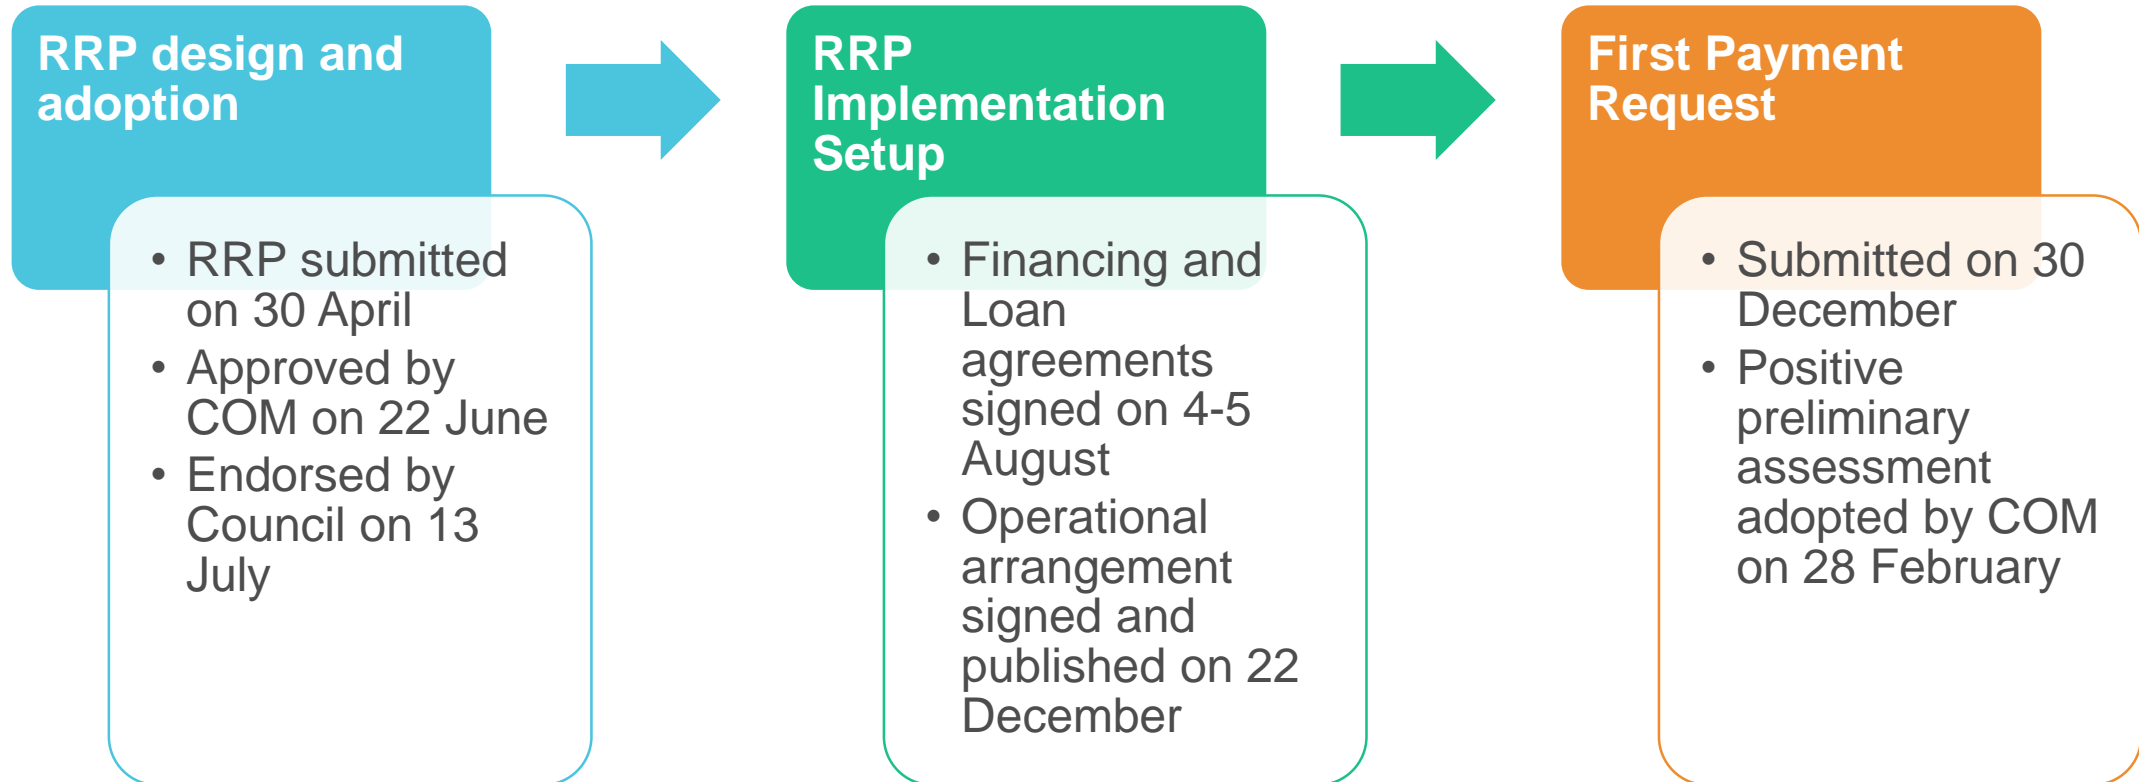 RRP design and
adoption
• RRP submitted
on 30 April
• Approved by
COM on 22 June
• Endorsed by
Council on 13
July
RRP
Implementation
Setup
• Financing and
Loan
agreements
signed on 4-5
August
• Operational
arrangement
signed and
published on 22
December
First Payment
Request
• Submitted on 30
December
• Positive
preliminary
assessment
adopted by COM
on 28 February